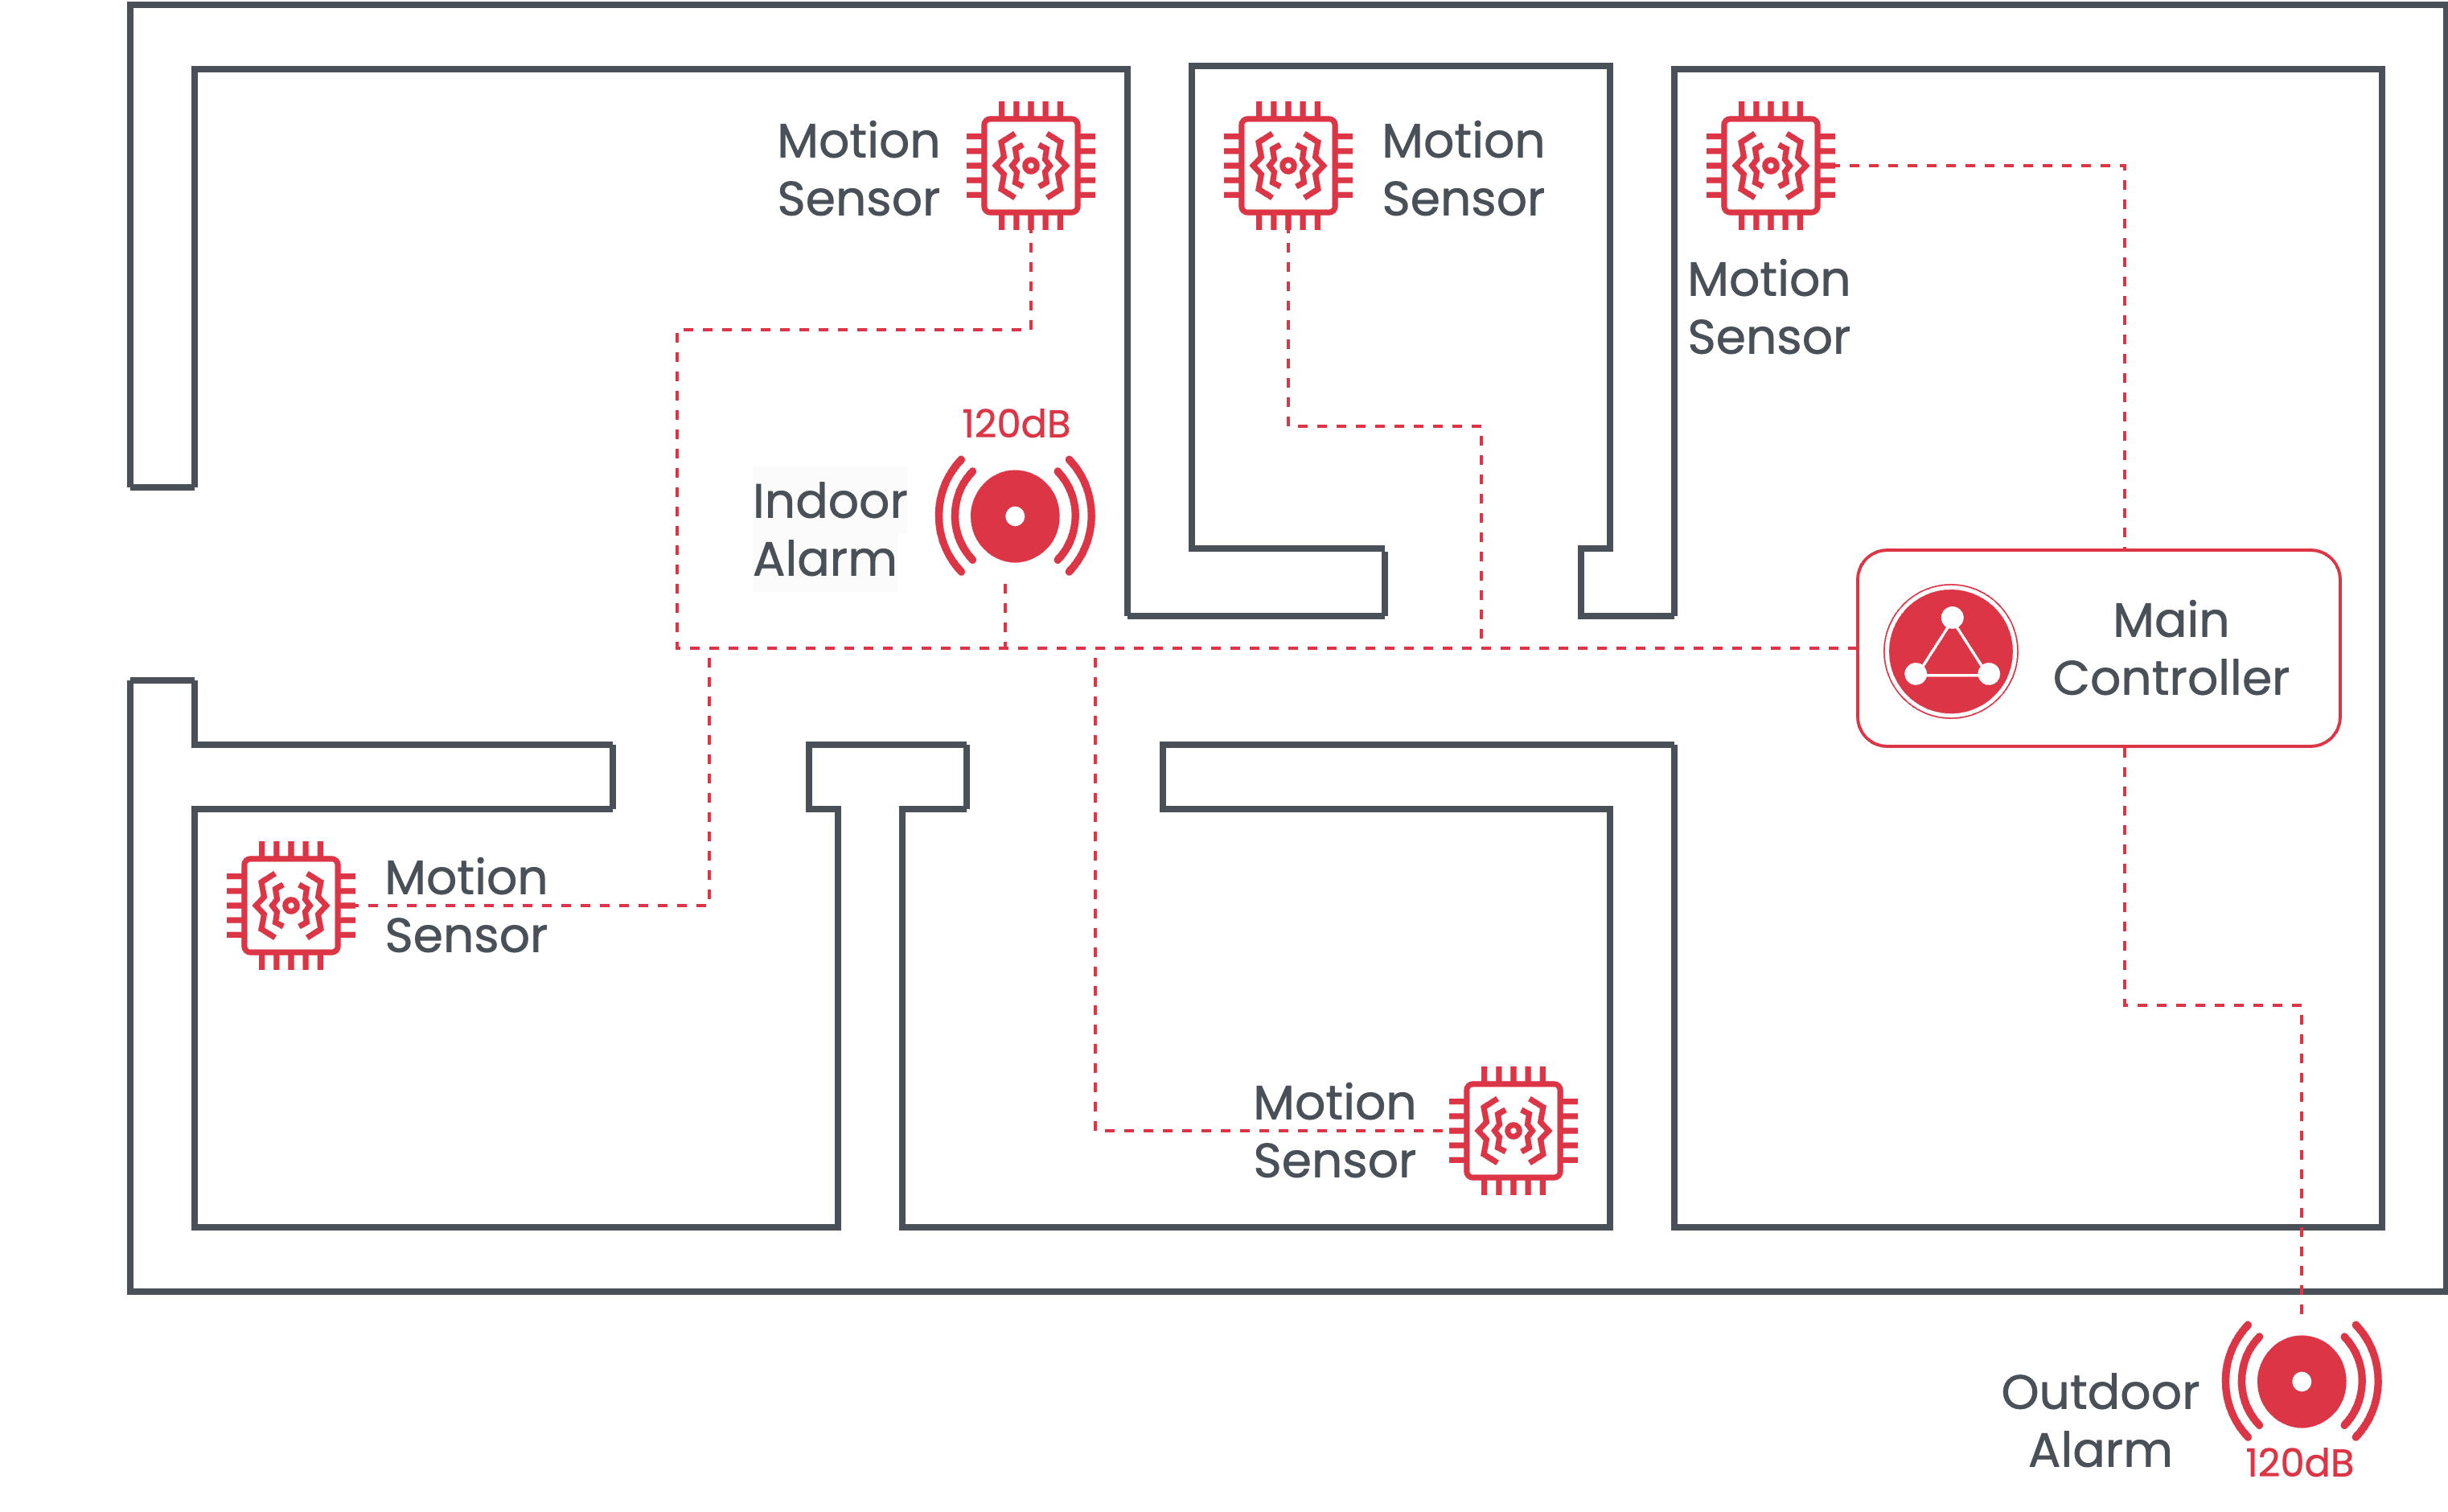 Motion
Sensor
Motion
Sensor
Motion
Sensor
120dB
Indoor
Alarm
Main
Controller
Motion
Sensor
Motion
Sensor
Outdoor
Alarm
120dB